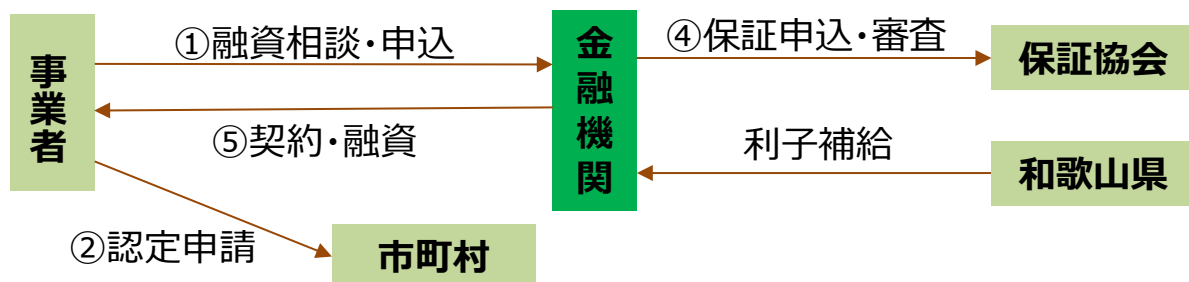 ①融資相談・申込
④保証申込・審査
事業者
金融機関
保証協会
⑤契約・融資
利子補給
和歌山県
②認定申請
市町村